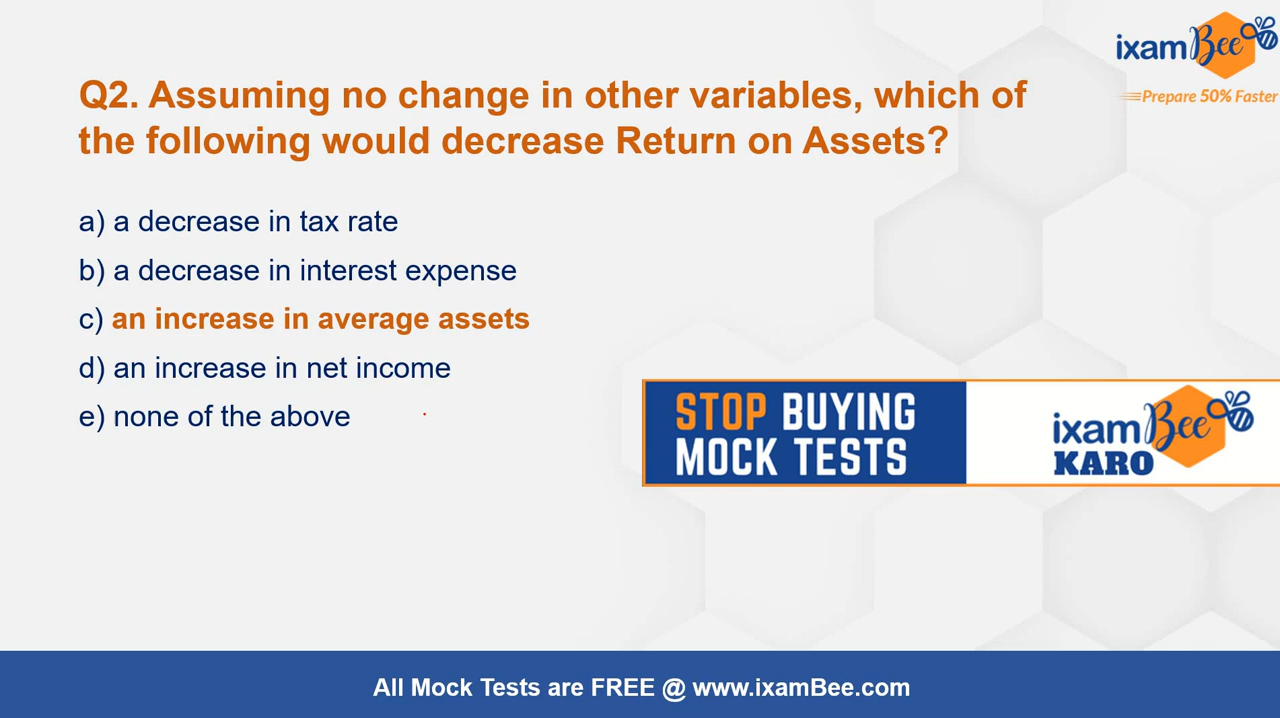 ixamBee
Prepare 50% Faster
Q2. Assuming no change in other variables, which of
the following would decrease Return on Assets?
a) a decrease in tax rate
b) a decrease in interest expense
c) an increase in average assets
d) an increase in net income
e) none of the above
STOP BUYING
MOCK TESTS
ixamBee
KARO
All Mock Tests are FREE @ www.ixamBee.com